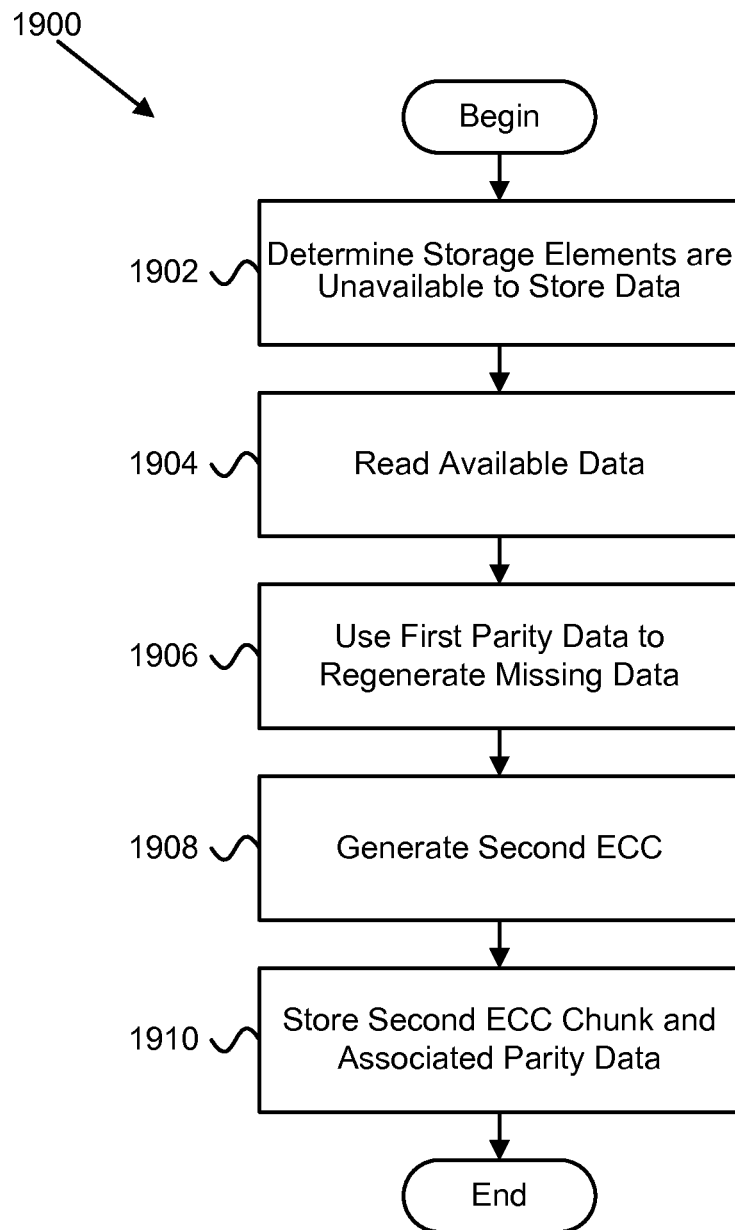 1900
Begin
1902
Determine Storage Elements are
Unavailable to Store Data
1904
Read Available Data
1906
Use First Parity Data to
Regenerate Missing Data
1908
Generate Second ECC
1910
Store Second ECC Chunk and
Associated Parity Data
End